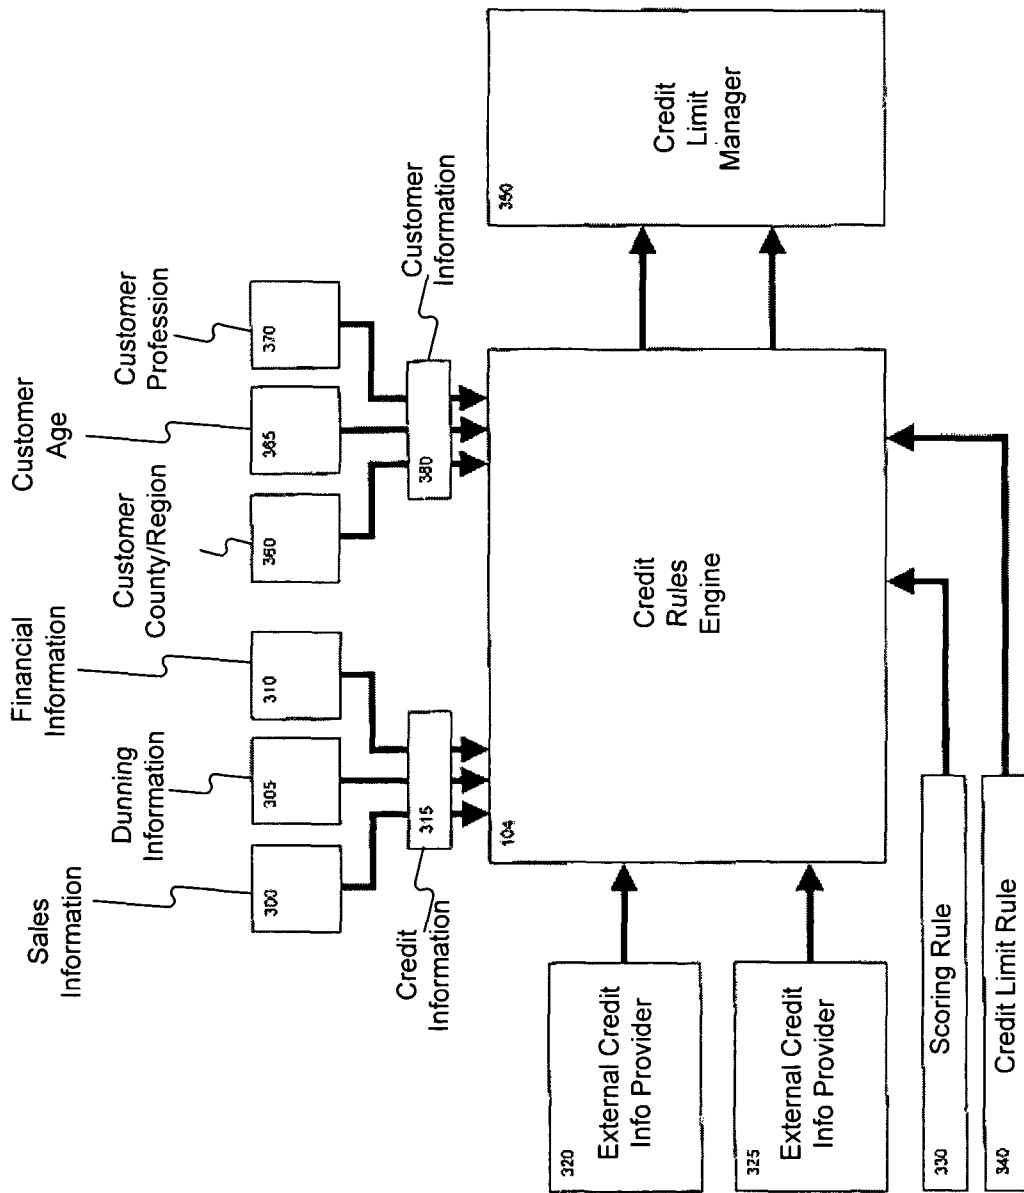 Sales
Information
Dunning
Information
Financial
Information
Customer
County/Region
Customer
Age
Customer
Profession
300
305
310
360
365
370
Credit
Information
315
380
Customer
Information
320
External Credit
Info Provider
325
External Credit
Info Provider
104
Credit
Rules
Engine
350
Credit
Limit
Manager
330
Scoring Rule
340
Credit Limit Rule